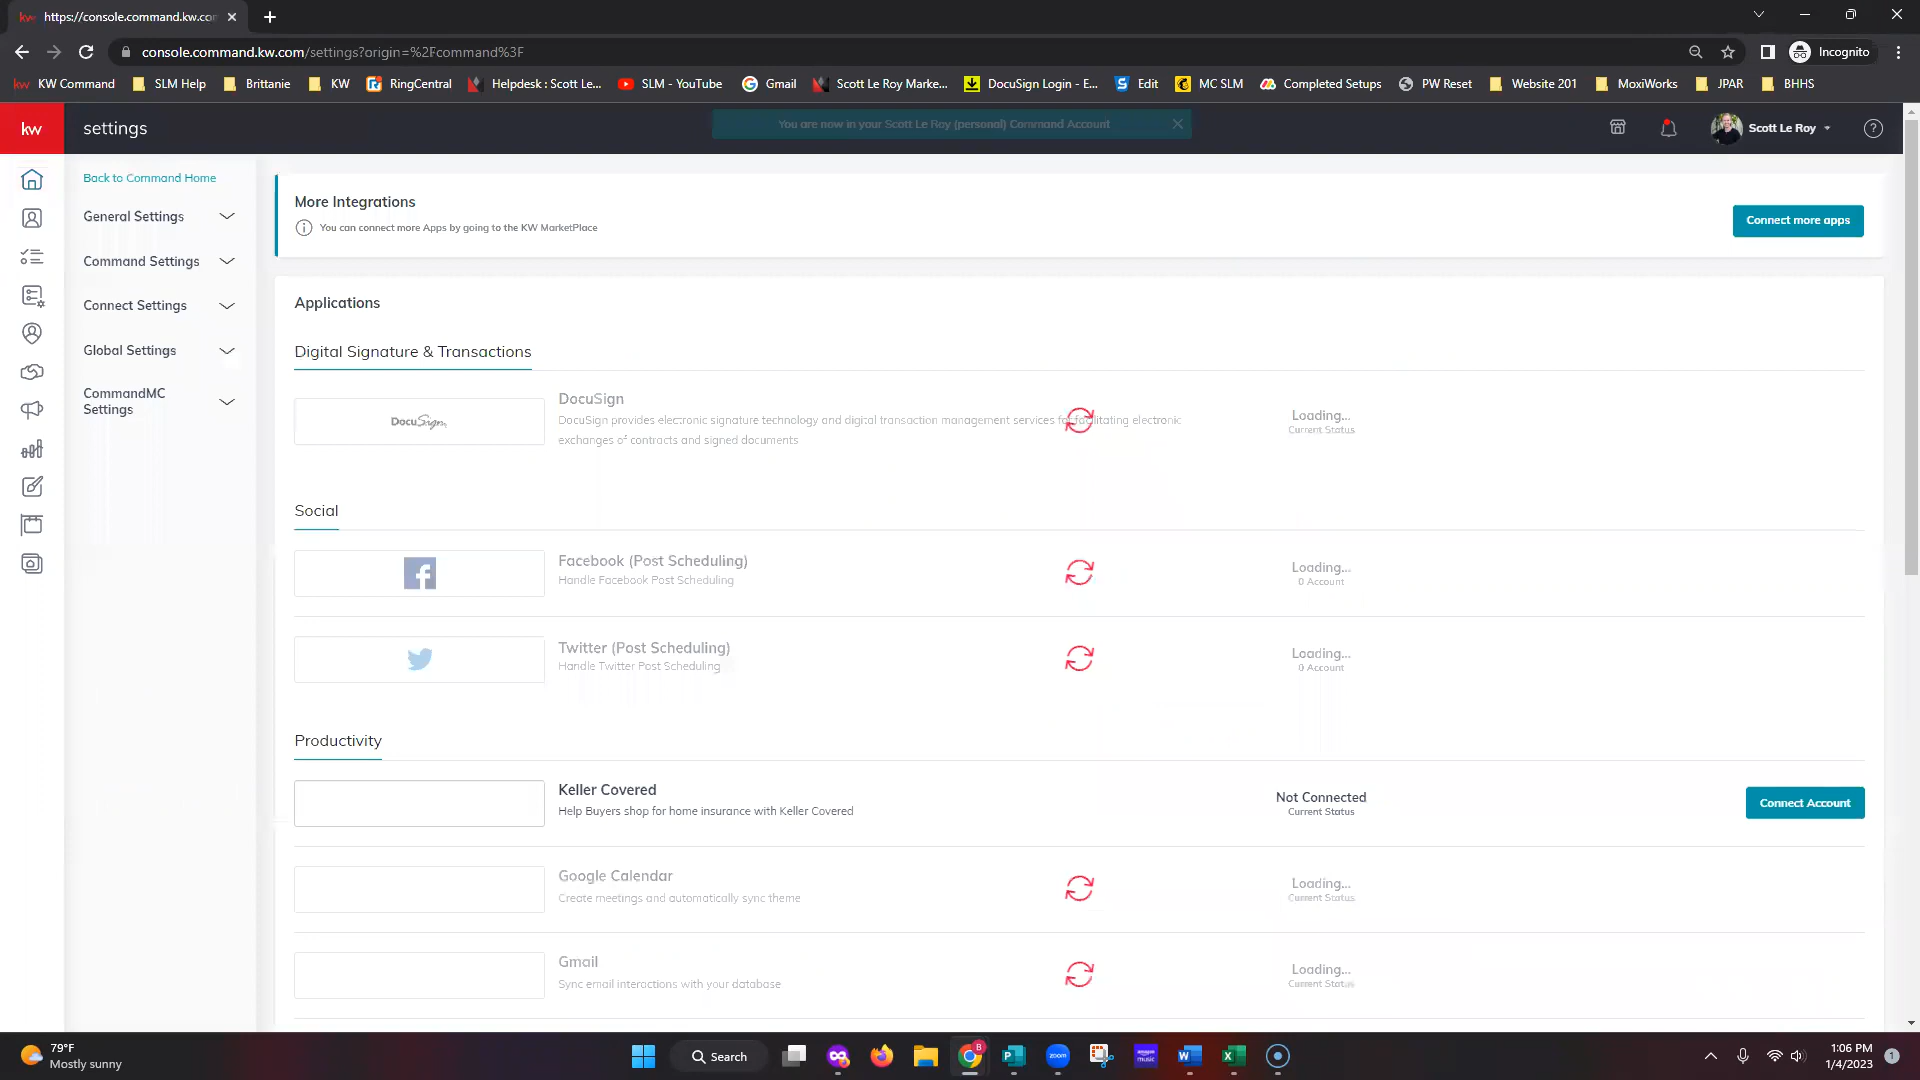 kw https://console.command.kw.com
console.command.kw.com/settings?origin=%2Fcommand%3F
Incognito
kw KW Command SLM Help Brittanie KW RingCentral Helpdesk : Scott Le... SLM - YouTube Gmail Scott Le Roy Marke... DocuSign Login - E... Edit MC SLM Completed Setups PW Reset Website 201 MoxiWorks JPAR BHHS
kw settings
You are now in your Scott Le Roy (personal) Command Account
Scott Le Roy
Back to Command Home
General Settings
Command Settings
Connect Settings
Global Settings
CommandMC
Settings
More Integrations
You can connect more Apps by going to the KW MarketPlace
Connect more apps
Applications
Digital Signature & Transactions
DocuSign
DocuSign
DocuSign provides electronic signature technology and digital transaction management services for facilitating electronic
exchanges of contracts and signed documents
Loading...
Current Status
Social
Facebook (Post Scheduling)
Handle Facebook Post Scheduling
Loading...
0 Account
Twitter (Post Scheduling)
Handle Twitter Post Scheduling
Loading...
0 Account
Productivity
Keller Covered
Help Buyers shop for home insurance with Keller Covered
Not Connected
Current Status
Connect Account
Google Calendar
Create meetings and automatically sync theme
Loading...
Current Status
Gmail
Sync email interactions with your database
Loading...
Current Status
79°F
Mostly sunny
Search
8
zoom
1:06 PM
1/4/2023
1